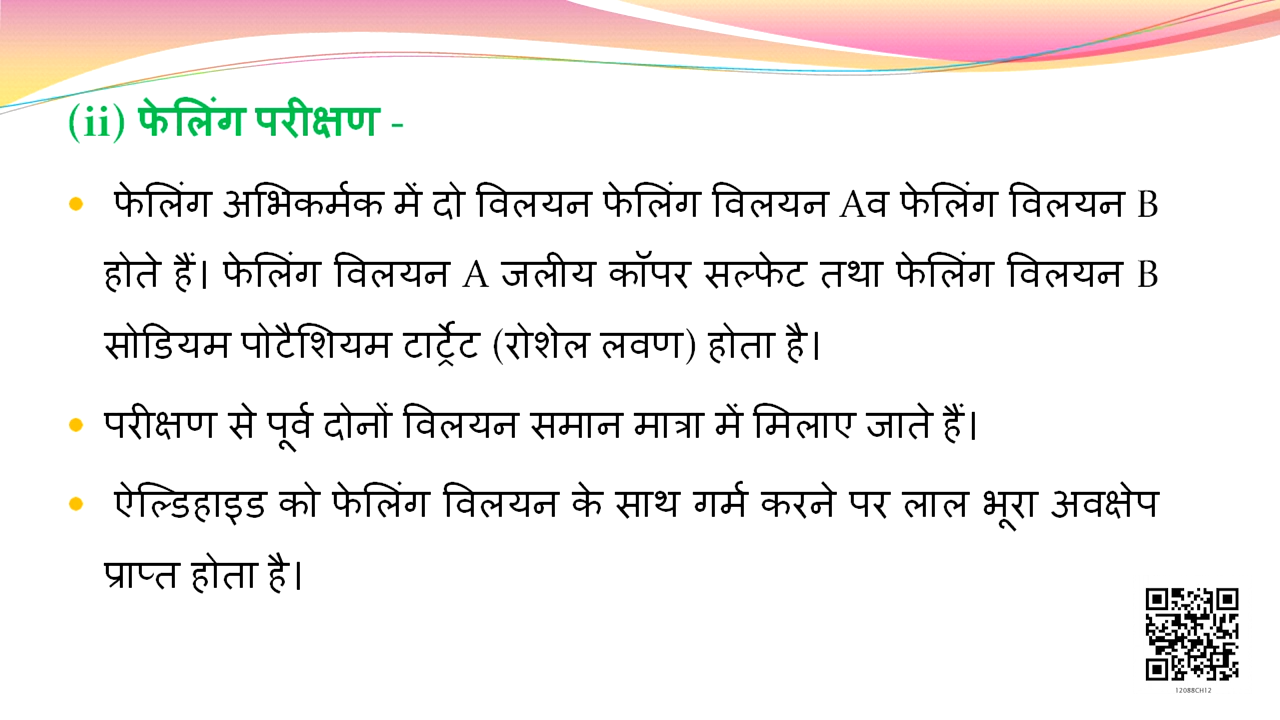 (ii) फेलिंग परीक्षण -
• फेलिंग अभिकर्मक में दो विलयन फेलिंग विलयन Aव फेलिंग विलयन B
होते हैं। फेलिंग विलयन A जलीय कॉपर सल्फेट तथा फेलिंग विलयन B
सोडियम पोटैशियम टार्ट्रेट (रोशेल लवण) होता है।
• परीक्षण से पूर्व दोनों विलयन समान मात्रा में मिलाए जाते हैं।
• ऐल्डिहाइड को फेलिंग विलयन के साथ गर्म करने पर लाल भूरा अवक्षेप
प्राप्त होता है।
12088CH12